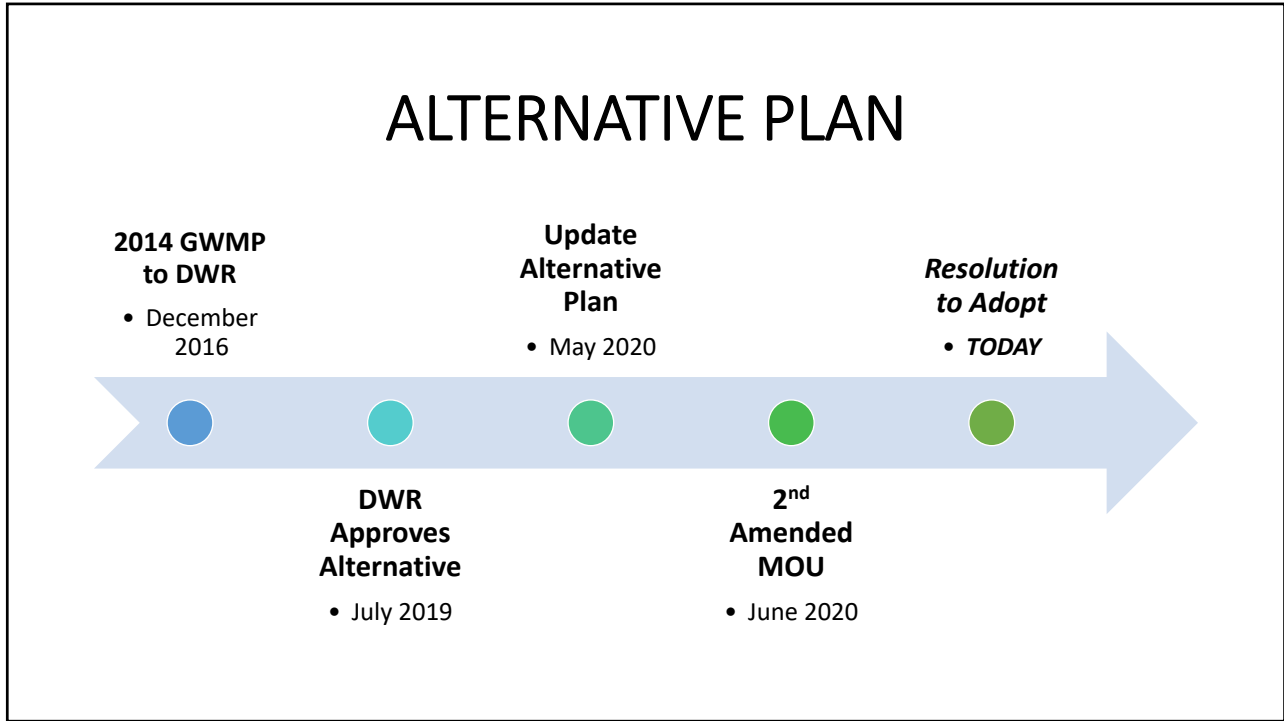 ALTERNATIVE PLAN
2014 GWMP
to DWR
• December
2016
DWR
Approves
Alternative
• July 2019
Update
Alternative
Plan
• May 2020
2nd
Amended
MOU
• June 2020
Resolution
to Adopt
• TODAY